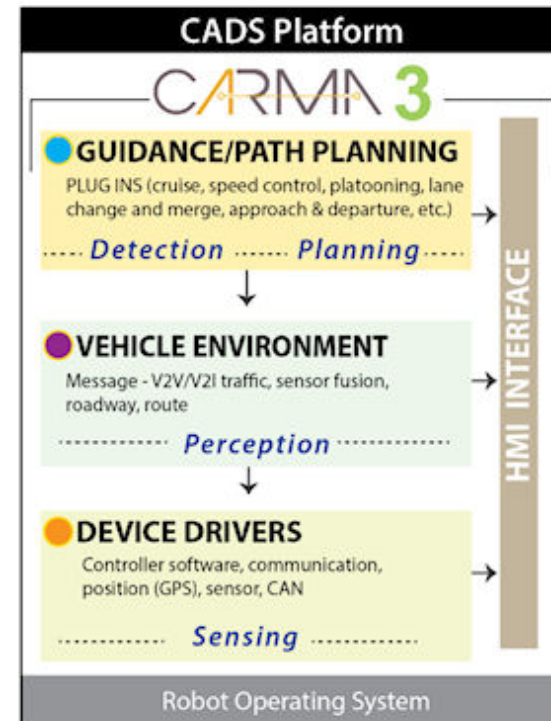 CADS Platform
CARMA 3
GUIDANCE/PATH PLANNING
PLUG INS (cruise, speed control, platooning, lane
change and merge, approach & departure, etc.)
Detection Planning
VEHICLE ENVIRONMENT
Message - V2V/V2I traffic, sensor fusion,
roadway, route
Perception
DEVICE DRIVERS
Controller software, communication,
position (GPS), sensor, CAN
Sensing
HMI INTERFACE
Robot Operating System